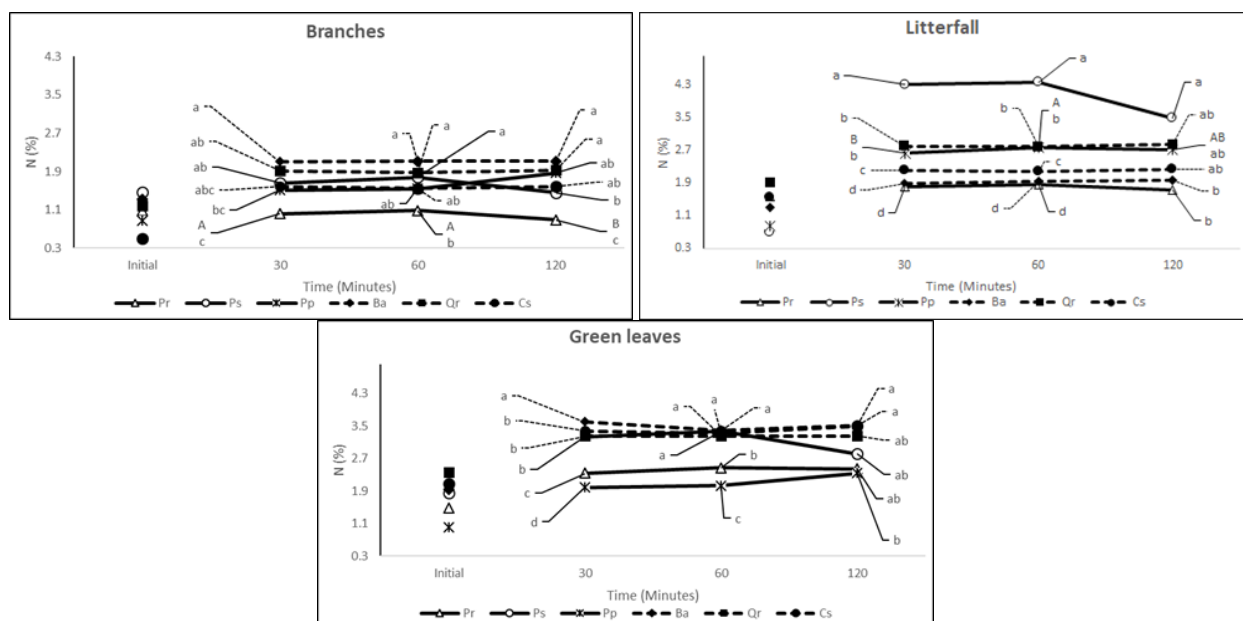 Branches
4.3
3.5
2.7
1.9
1.1
0.3
N (%)
a
ab
ab
abc
bc
A
c
a
a
a
ab
ab
A
b
a
a
ab
ab
b
B
c
Initial
30
60
120
Time (Minutes)
Pr Ps Pp Ba Qr Cs
Litterfall
4.3
3.5
2.7
1.9
1.1
0.3
N (%)
a
b
B
b
c
d
d
a
b
A
b
c
d
d
a
ab
AB
ab
ab
b
b
Initial
30
60
120
Time (Minutes)
Pr Ps Pp Ba Qr Cs
Green leaves
4.3
3.5
2.7
1.9
1.1
0.3
N (%)
a
b
b
b
c
d
a
a
a
a
b
c
a
a
ab
ab
ab
b
Initial
30
60
120
Time (Minutes)
Pr Ps Pp Ba Qr Cs